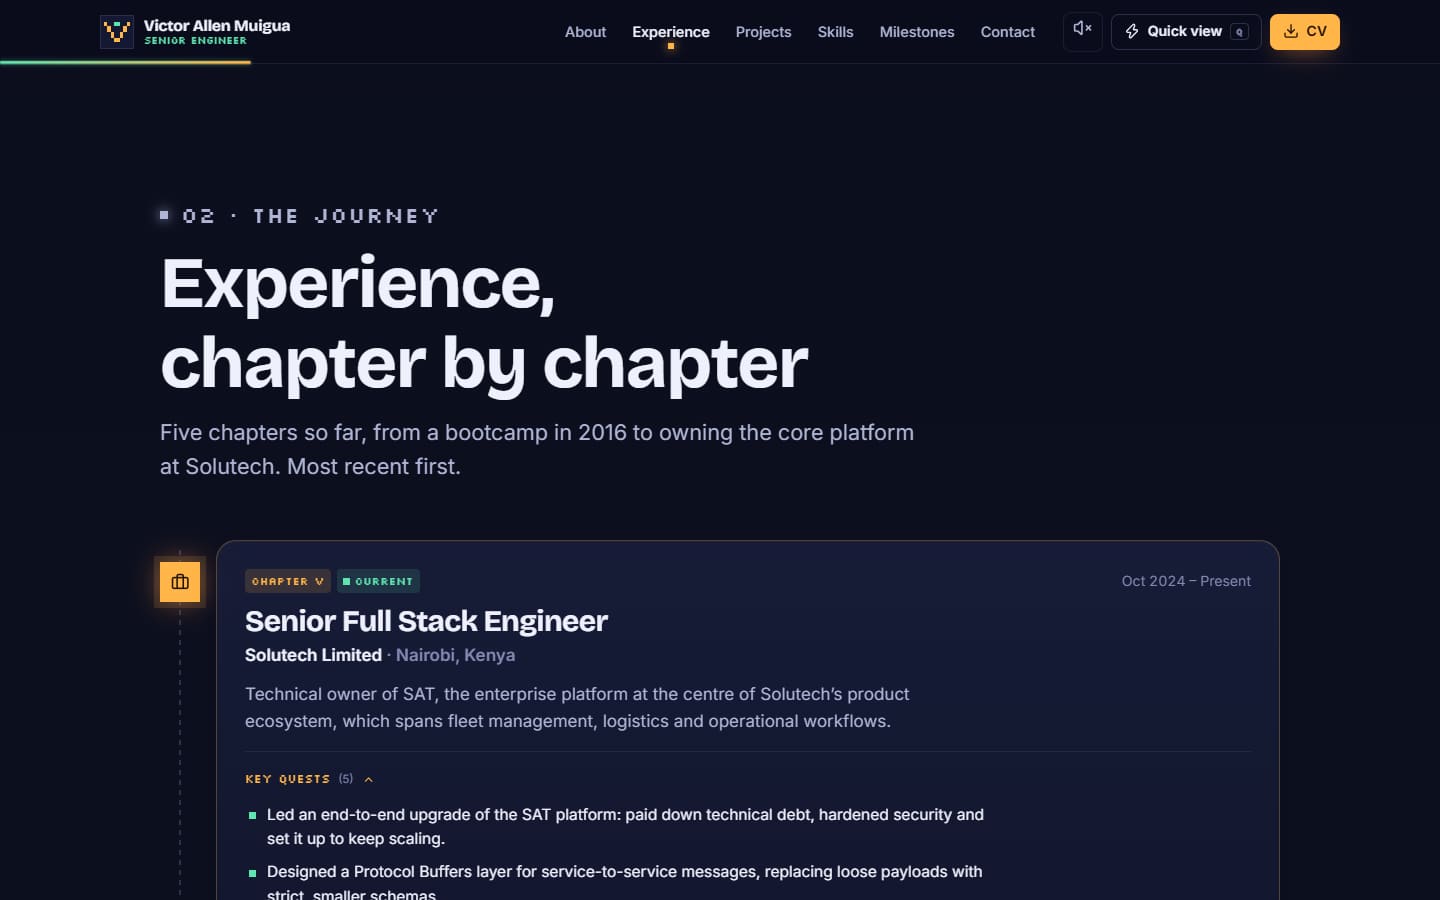 Victor Allen Muigua
SENIOR ENGINEER
About
Experience
Projects
Skills
Milestones
Contact
Quick view
Q
CV
02 · THE JOURNEY
Experience,
chapter by chapter
Five chapters so far, from a bootcamp in 2016 to owning the core platform
at Solutech. Most recent first.
CHAPTER V
CURRENT
Oct 2024 – Present
Senior Full Stack Engineer
Solutech Limited · Nairobi, Kenya
Technical owner of SAT, the enterprise platform at the centre of Solutech’s product
ecosystem, which spans fleet management, logistics and operational workflows.
KEY QUESTS (5)
Led an end-to-end upgrade of the SAT platform: paid down technical debt, hardened security and
set it up to keep scaling.
Designed a Protocol Buffers layer for service-to-service messages, replacing loose payloads with
strict, smaller schemas.